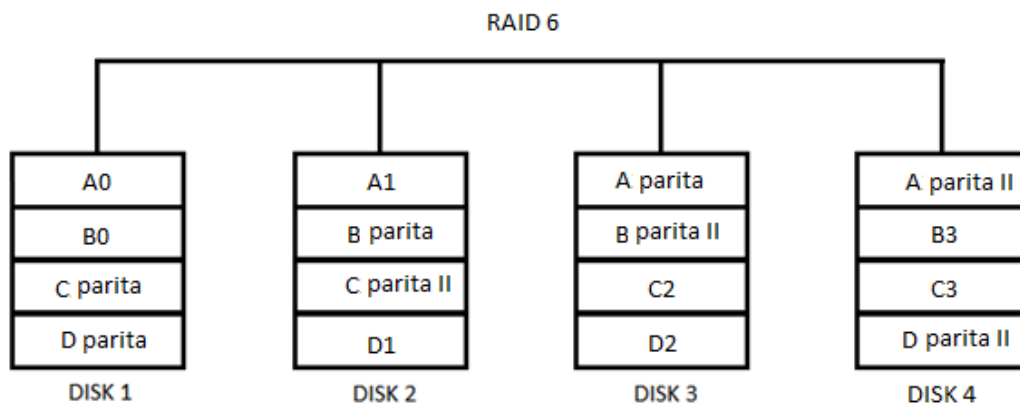 RAID 6
A0 A1 A parita A parita II
B0 B parita B parita II B3
C parita C parita II C2 C3
D parita D1 D2 D parita II
DISK 1 DISK 2 DISK 3 DISK 4